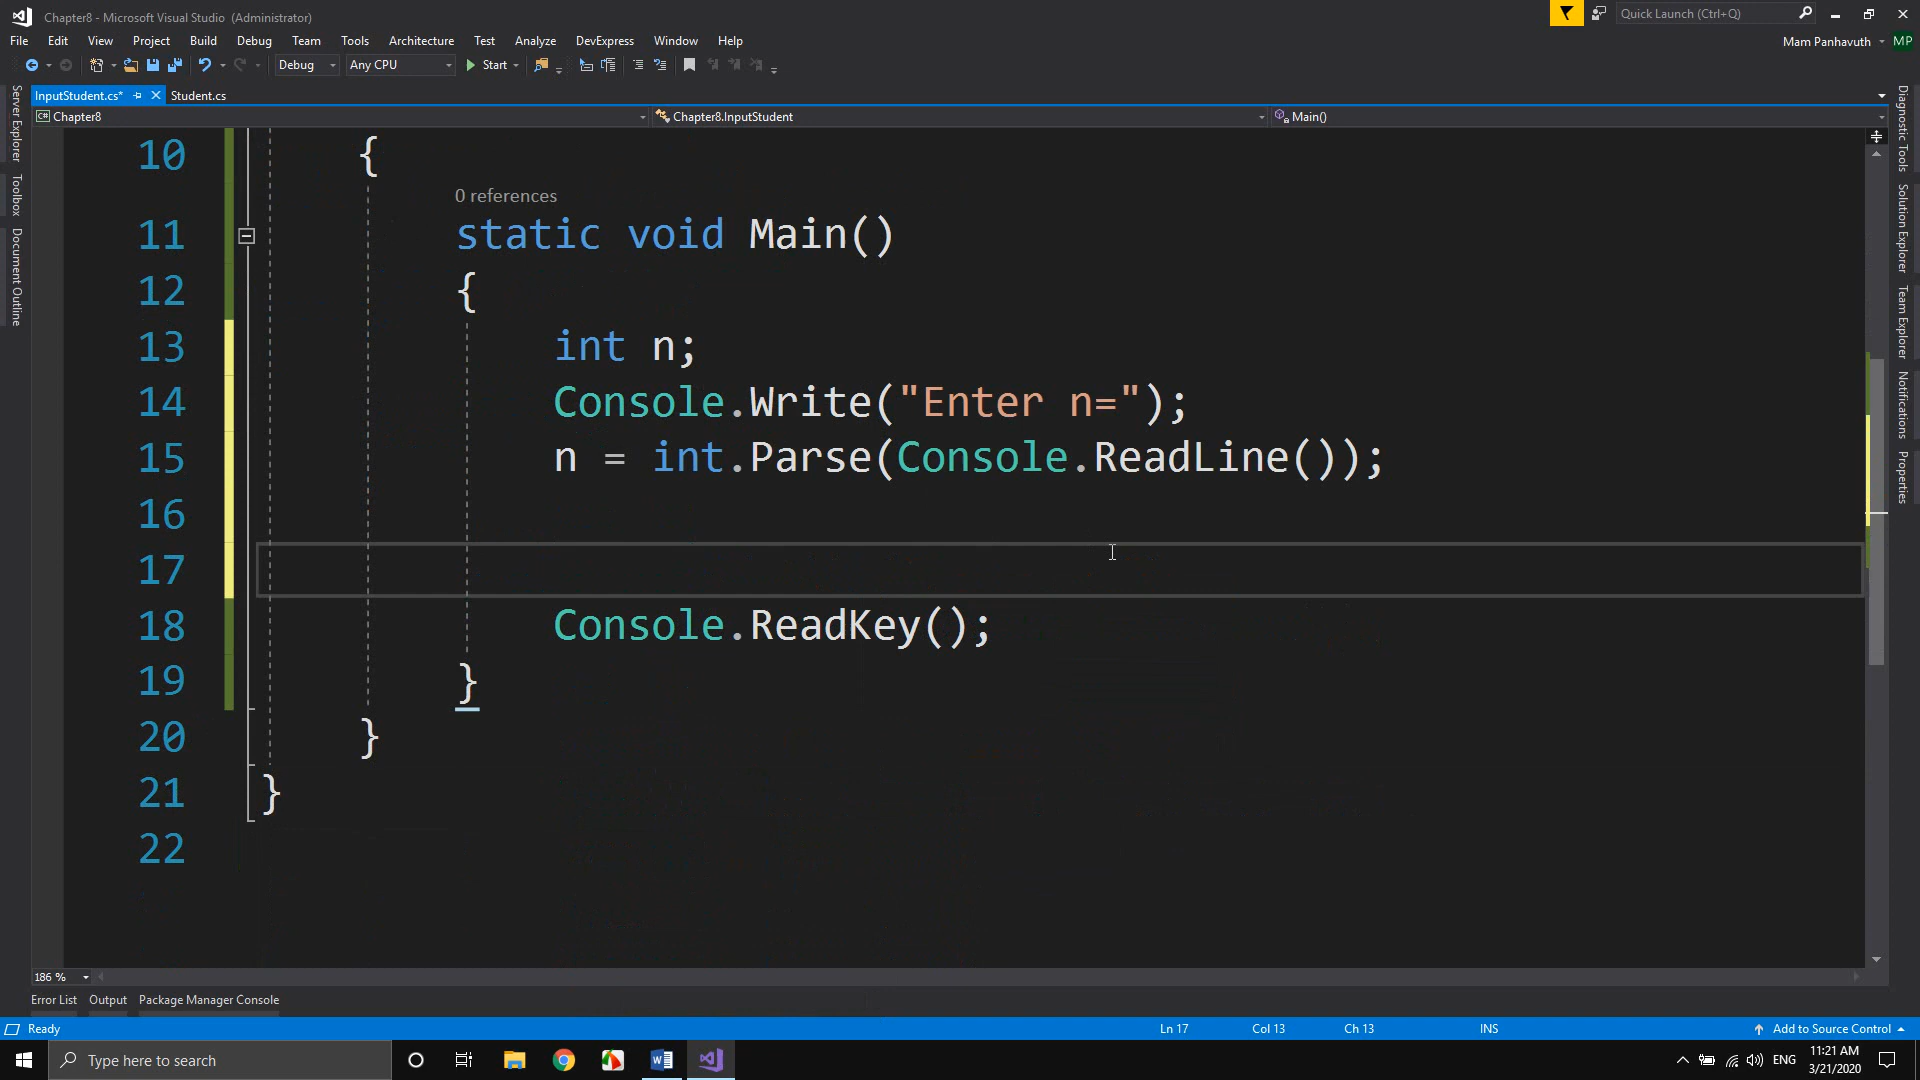 Chapter8 - Microsoft Visual Studio (Administrator)
Quick Launch (Ctrl+Q)
File Edit View Project Build Debug Team Tools Architecture Test Analyze DevExpress Window Help
Mam Panhavuth MP
Debug Any CPU Start
InputStudent.cs* Student.cs
C# Chapter8 Chapter8.InputStudent Main()
Server Explorer
Toolbox
Document Outline
Diagnostic Tools
Solution Explorer
Team Explorer
Notifications
Properties
10 {
0 references
11 static void Main()
12 {
13 int n;
14 Console.Write("Enter n=");
15 n = int.Parse(Console.ReadLine());
16
17
18 Console.ReadKey();
19 }
20 }
21 }
22
186 %
Error List Output Package Manager Console
Ready Ln 17 Col 13 Ch 13 INS Add to Source Control
Type here to search
ENG 11:21 AM
3/21/2020